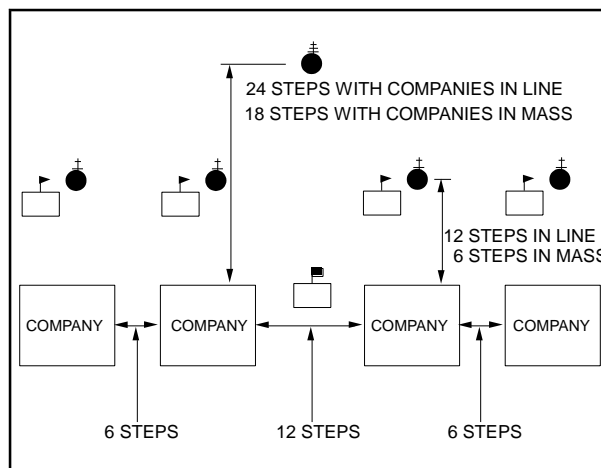 24 STEPS WITH COMPANIES IN LINE
18 STEPS WITH COMPANIES IN MASS
12 STEPS IN LINE
6 STEPS IN MASS
COMPANY
COMPANY
COMPANY
COMPANY
6 STEPS
12 STEPS
6 STEPS